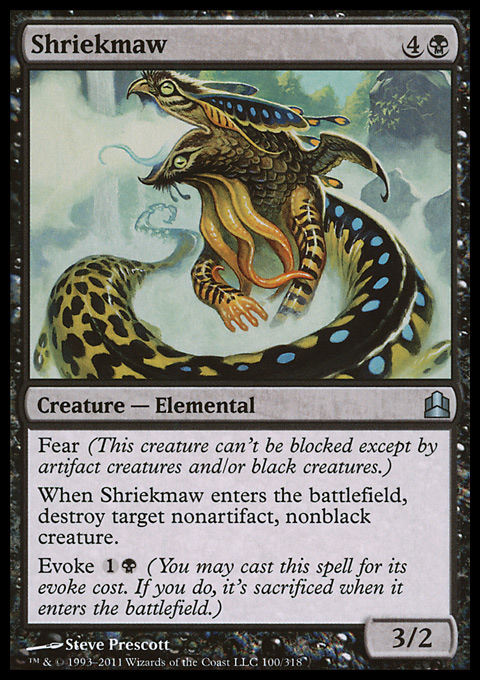 Shriekmaw 4
Creature — Elemental
Fear (This creature can't be blocked except by
artifact creatures and/or black creatures.)
When Shriekmaw enters the battlefield,
destroy target nonartifact, nonblack
creature.
Evoke 1 (You may cast this spell for its
evoke cost. If you do, it's sacrificed when it
enters the battlefield.)
Steve Prescott
3/2
™ & © 1993–2011 Wizards of the Coast LLC 100/318